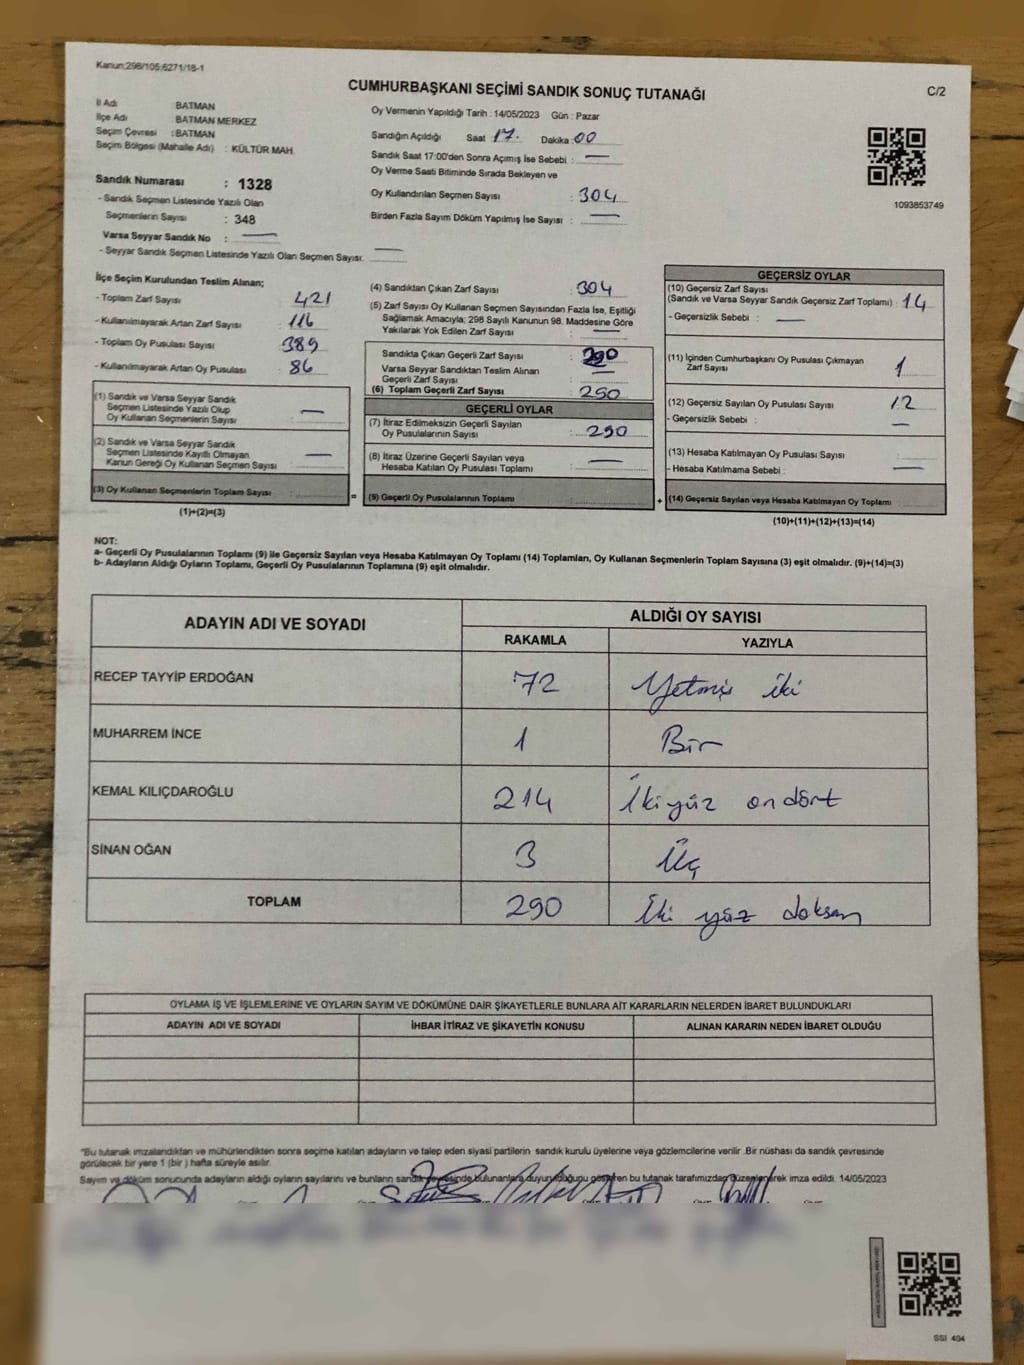 Kanun:298/105;6271/18-1
CUMHURBAŞKANI SEÇİMİ SANDIK SONUÇ TUTANAĞI
C/2
İl Adı BATMAN
İlçe Adı BATMAN MERKEZ
Seçim Çevresi : BATMAN
Seçim Bölgesi (Mahalle Adı) : KÜLTÜR MAH.
Sandık Numarası : 1328
- Sandık Seçmen Listesinde Yazılı Olan
Seçmenlerin Sayısı : 348
Varsa Seyyar Sandık No : —
- Seyyar Sandık Seçmen Listesinde Yazılı Olan Seçmen Sayısı: —
Oy Vermenin Yapıldığı Tarih : 14/05/2023 Gün : Pazar
Sandığın Açıldığı Saat 17. Dakika : 00
Sandık Saat 17:00'den Sonra Açımış İse Sebebi : —
Oy Verme Saati Bitiminde Sırada Bekleyen ve
Oy Kullandırılan Seçmen Sayısı : 304
Birden Fazla Sayım Döküm Yapılmış İse Sayısı : —
1093853749
İlçe Seçim Kurulundan Teslim Alınan;
- Toplam Zarf Sayısı 421
- Kullanılmayarak Artan Zarf Sayısı : 116
- Toplam Oy Pusulası Sayısı 389
- Kullanılmayarak Artan Oy Pusulası : 86
(1) Sandık ve Varsa Seyyar Sandık
Seçmen Listesinde Yazılı Olup
Oy Kullanan Seçmenlerin Sayısı : —
(2) Sandık ve Varsa Seyyar Sandık
Seçmen Listesinde Kayıtlı Olmayan
Kanun Gereği Oy Kullanan Seçmen Sayısı : —
(3) Oy Kullanan Seçmenlerin Toplam Sayısı :
(1)+(2)=(3)
(4) Sandıktan Çıkan Zarf Sayısı : 304
(5) Zarf Sayısı Oy Kullanan Seçmen Sayısından Fazla İse, Eşitliği
Sağlamak Amacıyla; 298 Sayılı Kanunun 98. Maddesine Göre
Yakılarak Yok Edilen Zarf Sayısı : —
Sandıkta Çıkan Geçerli Zarf Sayısı : 290
Varsa Seyyar Sandıktan Teslim Alınan
Geçerli Zarf Sayısı : —
(6) Toplam Geçerli Zarf Sayısı : 290
GEÇERLİ OYLAR
(7) İtiraz Edilmeksizin Geçerli Sayılan
Oy Pusulalarının Sayısı : 290
(8) İtiraz Üzerine Geçerli Sayılan veya
Hesaba Katılan Oy Pusulası Toplamı : —
= (9) Geçerli Oy Pusulalarının Toplamı :
GEÇERSİZ OYLAR
(10) Geçersiz Zarf Sayısı
(Sandık ve Varsa Seyyar Sandık Geçersiz Zarf Toplamı) : 14
- Geçersizlik Sebebi : —
(11) İçinden Cumhurbaşkanı Oy Pusulası Çıkmayan
Zarf Sayısı : 1
(12) Geçersiz Sayılan Oy Pusulası Sayısı : 12
- Geçersizlik Sebebi : —
(13) Hesaba Katılmayan Oy Pusulası Sayısı :
- Hesaba Katılmama Sebebi : —
+ (14) Geçersiz Sayılan veya Hesaba Katılmayan Oy Toplamı :
(10)+(11)+(12)+(13)=(14)
NOT:
a- Geçerli Oy Pusulalarının Toplamı (9) ile Geçersiz Sayılan veya Hesaba Katılmayan Oy Toplamı (14) Toplamları, Oy Kullanan Seçmenlerin Toplam Sayısına (3) eşit olmalıdır. (9)+(14)=(3)
b- Adayların Aldığı Oyların Toplamı, Geçerli Oy Pusulalarının Toplamına (9) eşit olmalıdır.
ADAYIN ADI VE SOYADI
ALDIĞI OY SAYISI
RAKAMLA YAZIYLA
RECEP TAYYİP ERDOĞAN 72 Yetmiş iki
MUHARREM İNCE 1 Bir
KEMAL KILIÇDAROĞLU 214 İki yüz on dört
SİNAN OĞAN 3 Üç
TOPLAM 290 İki yüz doksan
OYLAMA İŞ VE İŞLEMLERİNE VE OYLARIN SAYIM VE DÖKÜMÜNE DAİR ŞİKAYETLERLE BUNLARA AİT KARARLARIN NELERDEN İBARET BULUNDUKLARI
ADAYIN ADI VE SOYADI İHBAR İTİRAZ VE ŞİKAYETİN KONUSU ALINAN KARARIN NEDEN İBARET OLDUĞU
"Bu tutanak imzalandıktan ve mühürlendikten sonra seçime katılan adayların ve talep eden siyasi partilerin sandık kurulu üyelerine veya gözlemcilerine verilir .Bir nüshası da sandık çevresinde
görülecek bir yere 1 (bir ) hafta süreyle asılır.
Sayım ve döküm sonucunda adayların aldığı oyların sayılarını ve bunların sandık çevresinde bulunanlara duyurulduğunu gösteren bu tutanak tarafımızdan düzenlenerek imza edildi. 14/05/2023
SSI 404